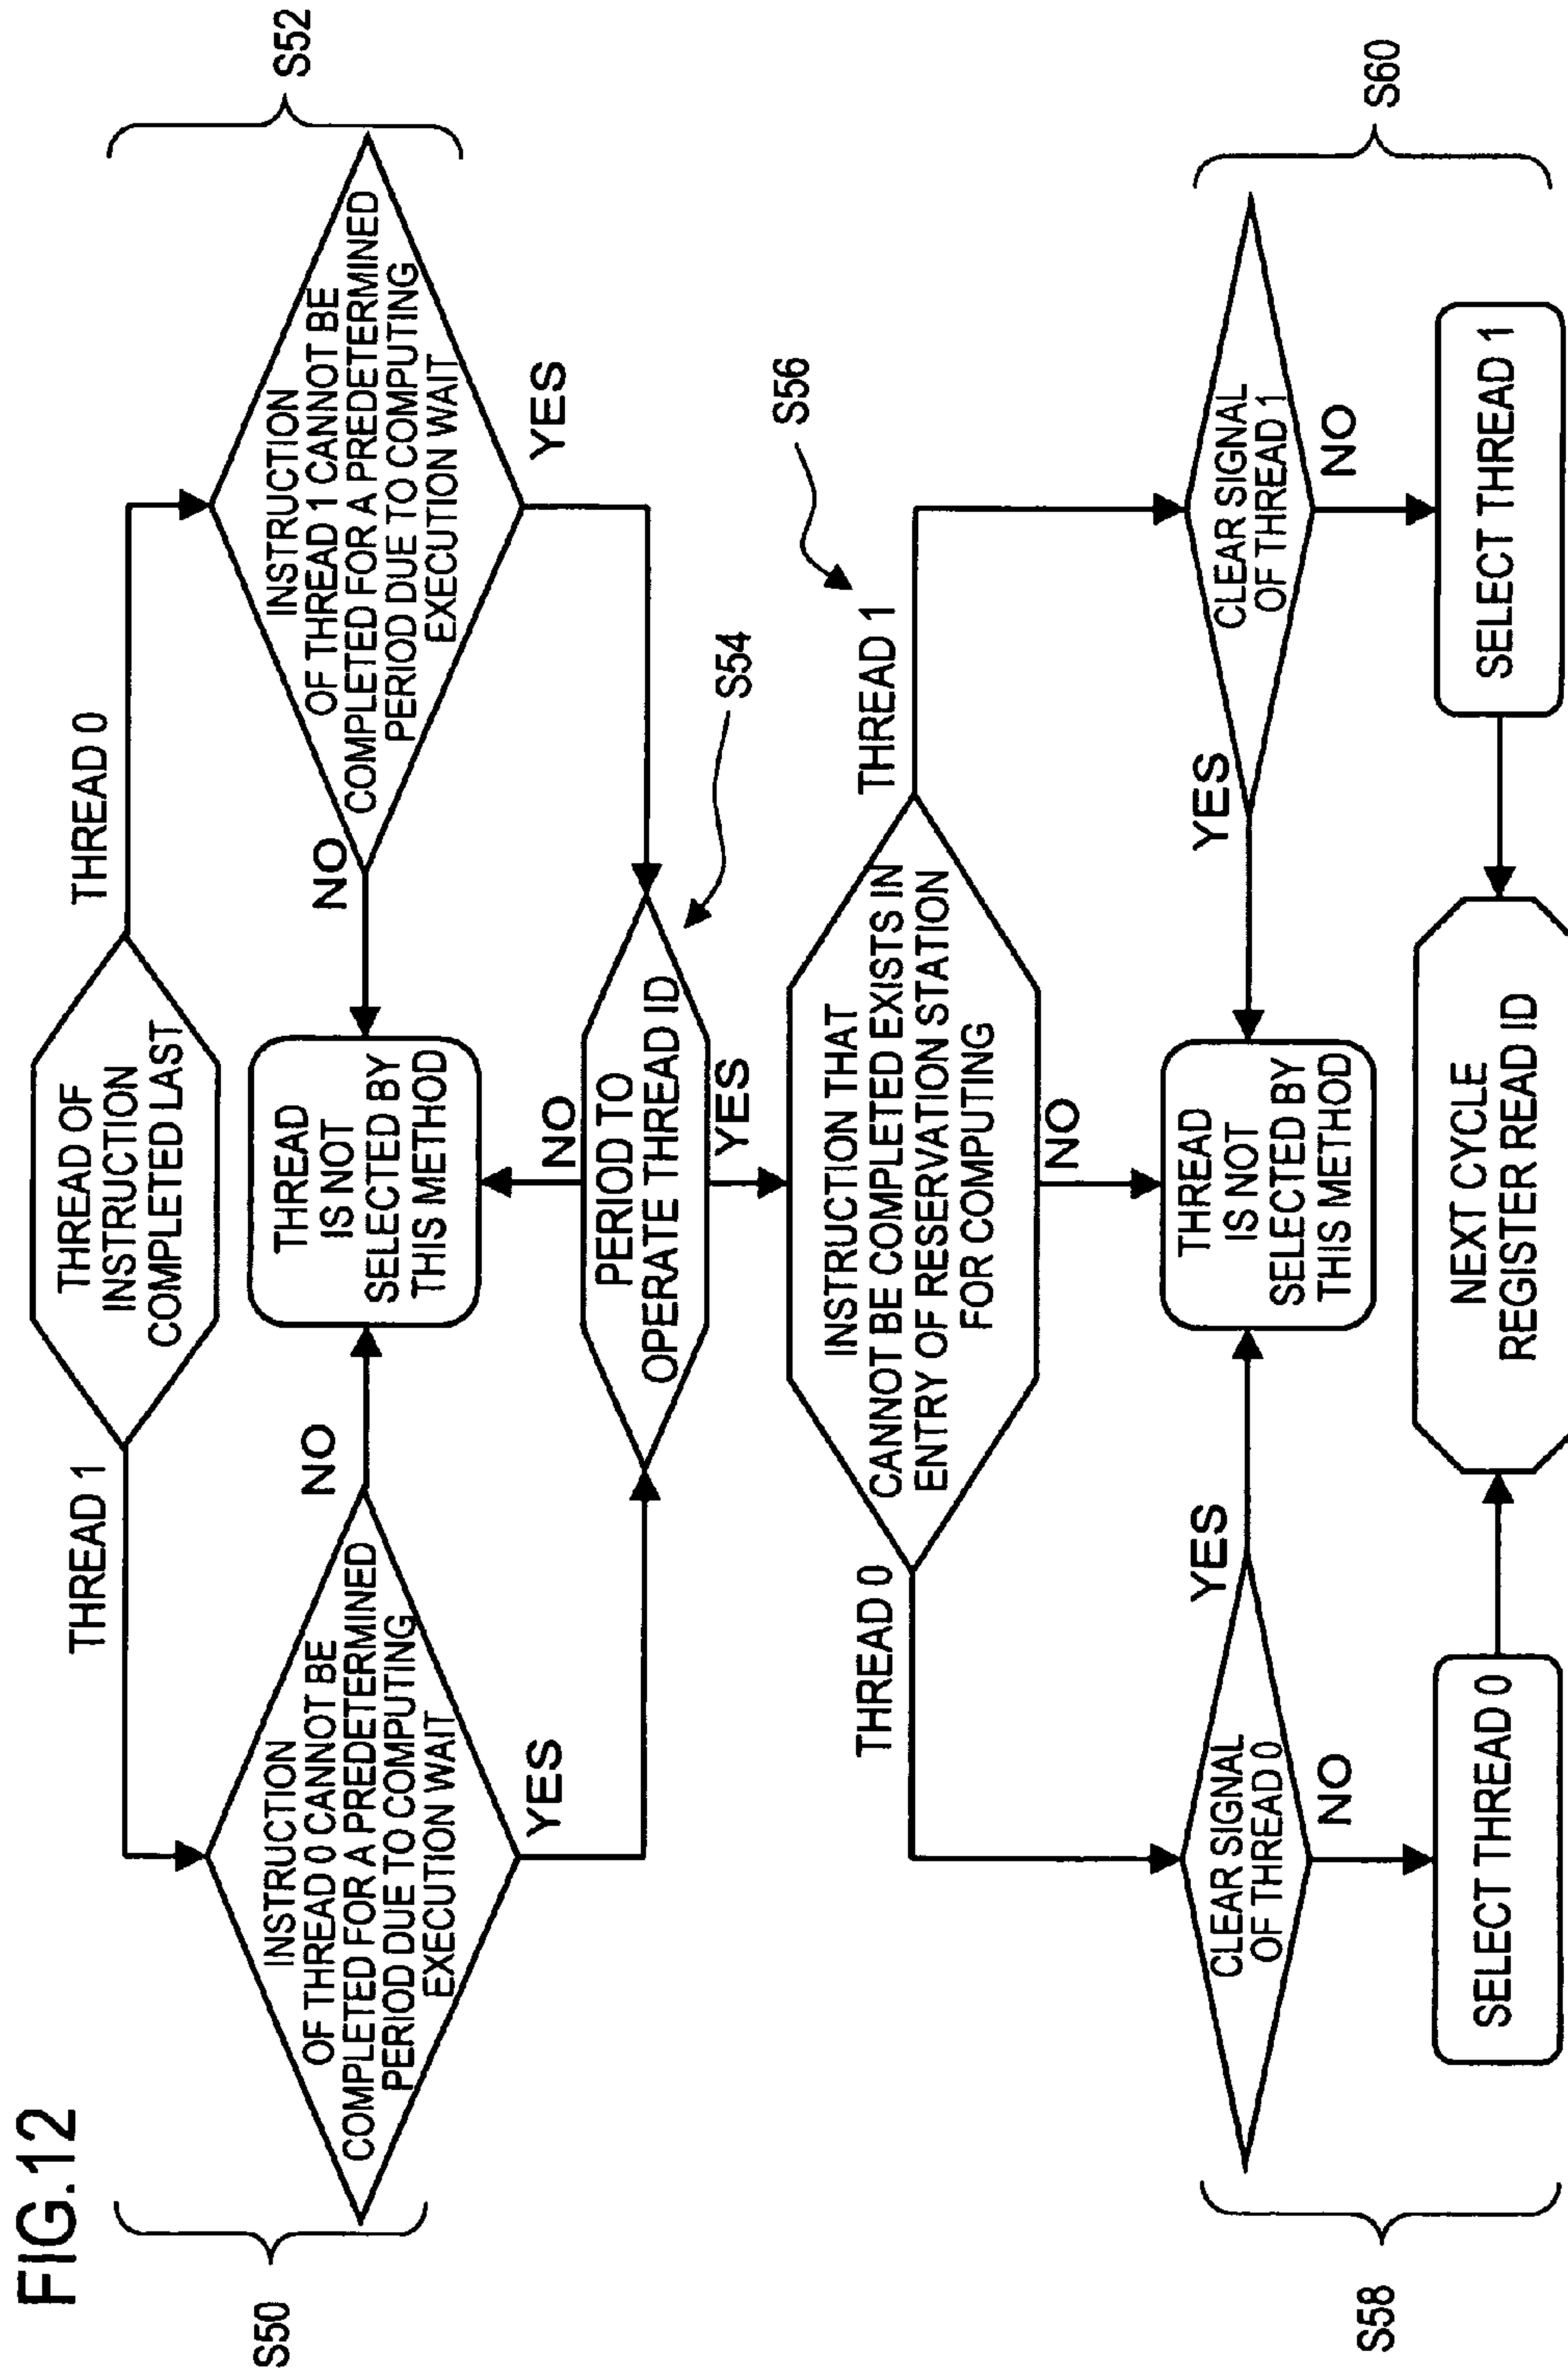 FIG.12
THREAD OF
INSTRUCTION
COMPLETED LAST
THREAD 1
THREAD 0
S50
INSTRUCTION
OF THREAD 0 CANNOT BE
COMPLETED FOR A PREDETERMINED
PERIOD DUE TO COMPUTING
EXECUTION WAIT
NO
YES
THREAD
IS NOT
SELECTED BY
THIS METHOD
INSTRUCTION
OF THREAD 1 CANNOT BE
COMPLETED FOR A PREDETERMINED
PERIOD DUE TO COMPUTING
EXECUTION WAIT
NO
YES
S52
NO
PERIOD TO
OPERATE THREAD ID
YES
S54
INSTRUCTION THAT
CANNOT BE COMPLETED EXISTS IN
ENTRY OF RESERVATION STATION
FOR COMPUTING
THREAD 0
THREAD 1
S56
NO
CLEAR SIGNAL
OF THREAD 0
YES
NO
THREAD
IS NOT
SELECTED BY
THIS METHOD
CLEAR SIGNAL
OF THREAD 1
YES
NO
S58
S60
SELECT THREAD 0
NEXT CYCLE
REGISTER READ ID
SELECT THREAD 1